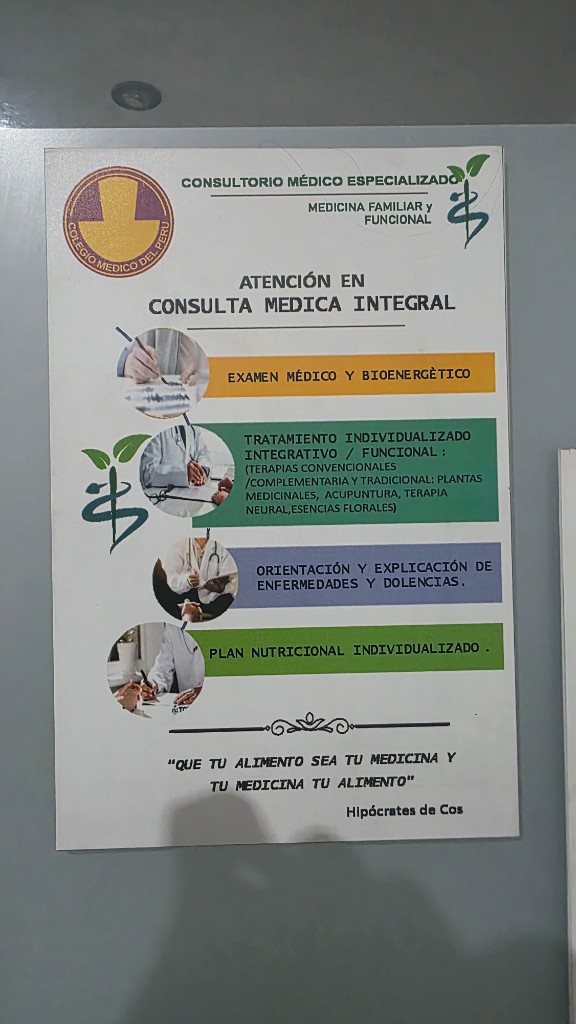 COLEGIO MEDICO DEL PERU
CONSULTORIO MÉDICO ESPECIALIZADO
MEDICINA FAMILIAR y
FUNCIONAL
ATENCIÓN EN
CONSULTA MEDICA INTEGRAL
EXAMEN MÉDICO Y BIOENERGÈTICO
TRATAMIENTO INDIVIDUALIZADO
INTEGRATIVO / FUNCIONAL :
(TERAPIAS CONVENCIONALES
/COMPLEMENTARIA Y TRADICIONAL: PLANTAS
MEDICINALES, ACUPUNTURA, TERAPIA
NEURAL,ESENCIAS FLORALES)
ORIENTACIÓN Y EXPLICACIÓN DE
ENFERMEDADES Y DOLENCIAS.
PLAN NUTRICIONAL INDIVIDUALIZADO .
"QUE TU ALIMENTO SEA TU MEDICINA Y
TU MEDICINA TU ALIMENTO"
Hipócrates de Cos